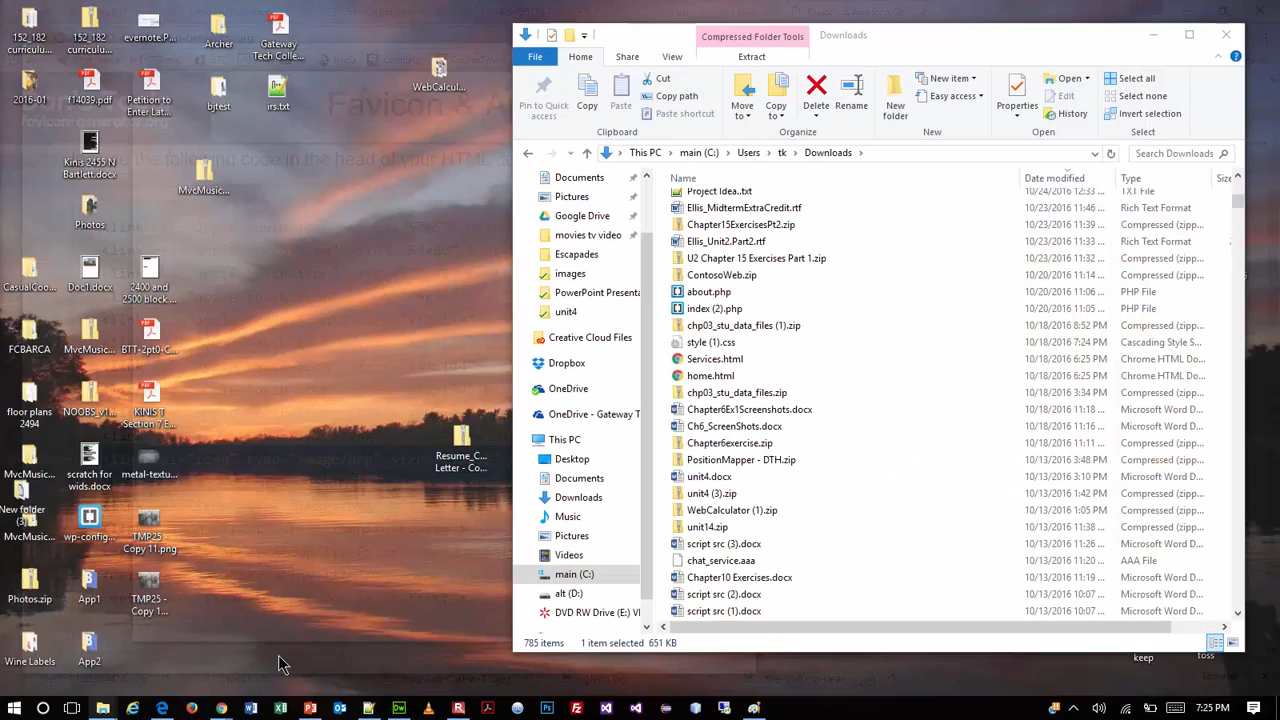 152_182 curriculu...
152_182 curriculu...
evernote.P...
Archer
Gateway Tech Colle...
2016-01
f14039.pdf
Petition to Enter Lat...
bjtest
irs.txt
WebCalcul...
Kinis 2455 N Bartlett.docx
MvcMusic...
Photos
CasualCoo...
Doc1.docx
2400 and 2500 block ...
FCBARCA
MvcMusic...
BTT-2pt0-C...
floor plans 2494
NOOBS_v1...
KINIS T Section 7 E...
Resume_C... Letter - Co...
MvcMusic...
scratch for wids.docx
metal-textur...
New folder (3)
MvcMusic...
wp-config...
TMP25 - Copy 11.png
Photos.zip
App1
TMP25 - Copy 1...
Wine Labels
App2
keep
toss
favicon-generator.org
the following code in the head of your HTML do
Compressed Folder Tools
Downloads
File
Home
Share
View
Extract
Pin to Quick access
Copy
Paste
Cut
Copy path
Paste shortcut
Clipboard
Move to
Copy to
Delete
Rename
Organize
New folder
New item
Easy access
New
Properties
Open
Edit
History
Open
Select all
Select none
Invert selection
Select
This PC > main (C:) > Users > tk > Downloads >
Search Downloads
Documents
Pictures
Google Drive
movies tv video
Escapades
images
PowerPoint Presenta
unit4
Creative Cloud Files
Dropbox
OneDrive
OneDrive - Gateway T
This PC
Desktop
Documents
Downloads
Music
Pictures
Videos
main (C:)
alt (D:)
DVD RW Drive (E:) VI
Name Date modified Type Size
Project Idea..txt 10/24/2016 12:33 ... TXT File
Ellis_MidtermExtraCredit.rtf 10/23/2016 11:46 ... Rich Text Format
Chapter15ExercisesPt2.zip 10/23/2016 11:39 ... Compressed (zipp...
Ellis_Unit2.Part2.rtf 10/23/2016 11:33 ... Rich Text Format
U2 Chapter 15 Exercises Part 1.zip 10/23/2016 11:32 ... Compressed (zipp...
ContosoWeb.zip 10/20/2016 11:14 ... Compressed (zipp...
about.php 10/20/2016 11:06 ... PHP File
index (2).php 10/20/2016 11:05 ... PHP File
chp03_stu_data_files (1).zip 10/18/2016 8:52 PM Compressed (zipp...
style (1).css 10/18/2016 7:24 PM Cascading Style S...
Services.html 10/18/2016 6:25 PM Chrome HTML Do...
home.html 10/18/2016 6:25 PM Chrome HTML Do...
chp03_stu_data_files.zip 10/18/2016 3:34 PM Compressed (zipp...
Chapter6Ex1Screenshots.docx 10/18/2016 11:18 ... Microsoft Word D...
Ch6_ScreenShots.docx 10/18/2016 11:16 ... Microsoft Word D...
Chapter6exercise.zip 10/18/2016 11:11 ... Compressed (zipp...
PositionMapper - DTH.zip 10/13/2016 3:48 PM Compressed (zipp...
unit4.docx 10/13/2016 2:42 PM Microsoft Word D...
unit4 (3).zip 10/13/2016 1:42 PM Compressed (zipp...
WebCalculator (1).zip 10/13/2016 1:05 PM Compressed (zipp...
unit14.zip 10/13/2016 11:38 ... Compressed (zipp...
script src (3).docx 10/13/2016 11:26 ... Microsoft Word D...
chat_service.aaa 10/13/2016 11:20 ... AAA File
Chapter10 Exercises.docx 10/13/2016 11:19 ... Microsoft Word D...
script src (2).docx 10/13/2016 10:07 ... Microsoft Word D...
script src (1).docx 10/13/2016 10:07 ... Microsoft Word D...
785 items 1 item selected 651 KB
7:25 PM